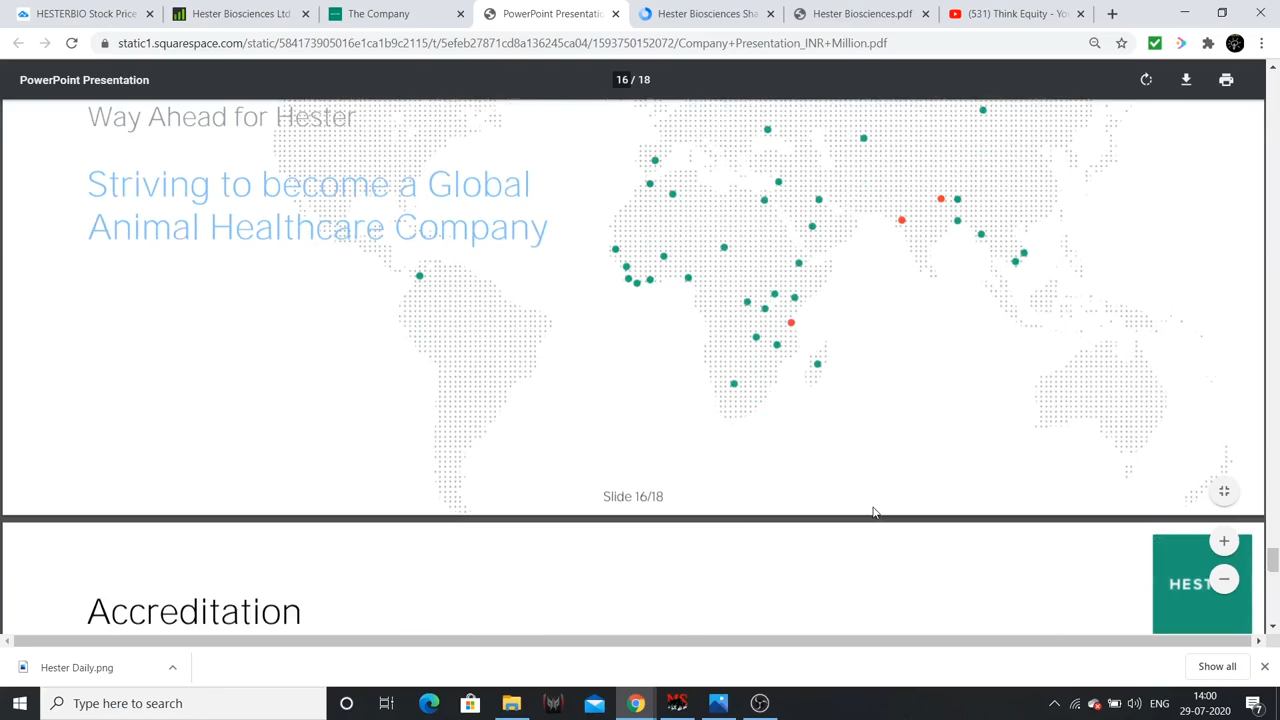 HESTERBIO Stock Price
Hester Biosciences Ltd
The Company
PowerPoint Presentatio
Hester Biosciences Sha
Hester Biosciences.pdf
(531) Think Equity - Yo
static1.squarespace.com/static/584173905016e1ca1b9c2115/t/5efeb27871cd8a136245ca04/1593750152072/Company+Presentation_INR+Million.pdf
PowerPoint Presentation
16 / 18
Way Ahead for Hester
Striving to become a Global
Animal Healthcare Company
Slide 16/18
HEST
Accreditation
Hester Daily.png
Show all
Type here to search
ENG
14:00
29-07-2020
7